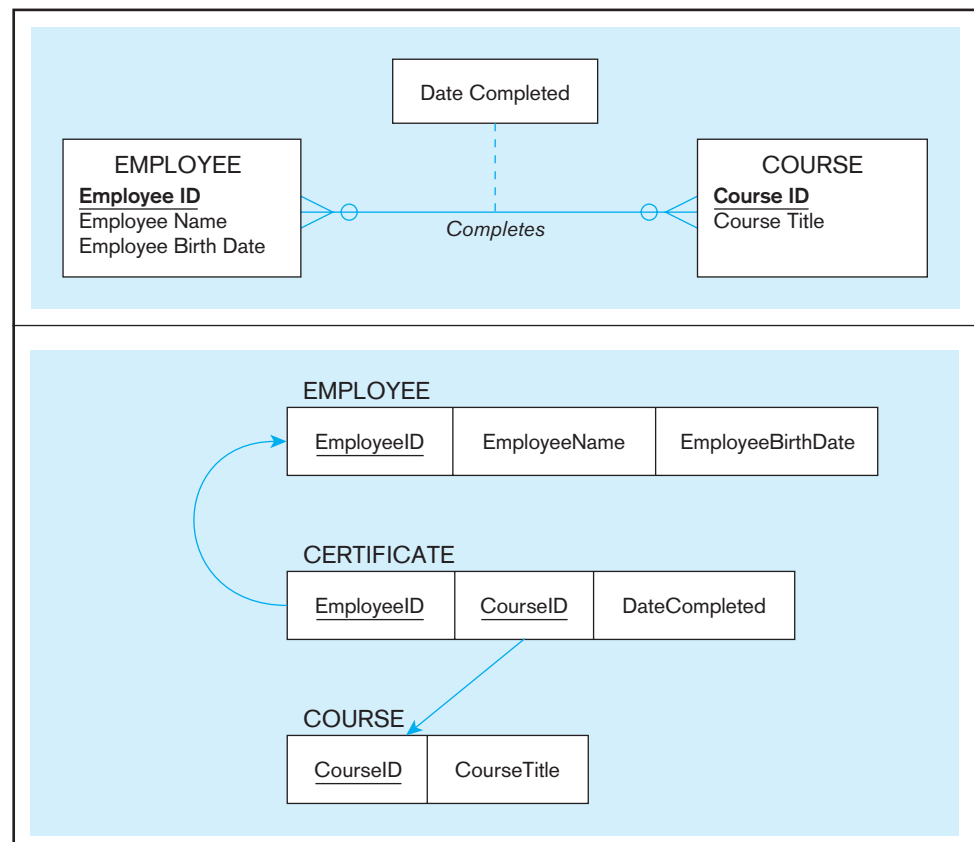 Date Completed
EMPLOYEE
Employee ID
Employee Name
Employee Birth Date
Completes
COURSE
Course ID
Course Title
EMPLOYEE
EmployeeID EmployeeName EmployeeBirthDate
CERTIFICATE
EmployeeID CourseID DateCompleted
COURSE
CourseID CourseTitle